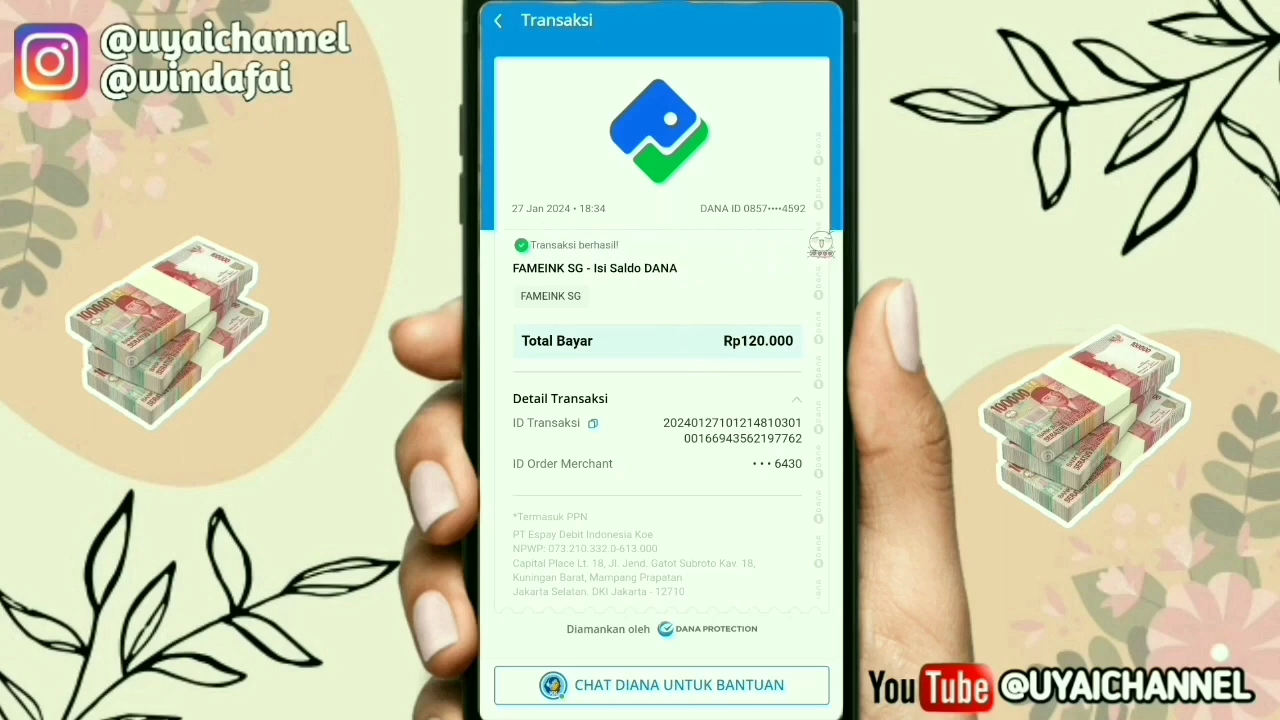 @uyaichannel
@windafai
Transaksi
27 Jan 2024 • 18:34
DANA ID 0857••••4592
Transaksi berhasil!
FAMEINK SG - Isi Saldo DANA
FAMEINK SG
Total Bayar
Rp120.000
Detail Transaksi
ID Transaksi
20240127101214810301
00166943562197762
ID Order Merchant
• • • 6430
*Termasuk PPN
PT Espay Debit Indonesia Koe
NPWP: 073.210.332.0-613.000
Capital Place Lt. 18, Jl. Jend. Gatot Subroto Kav. 18,
Kuningan Barat, Mampang Prapatan
Jakarta Selatan. DKI Jakarta - 12710
Diamankan oleh DANA PROTECTION
CHAT DIANA UNTUK BANTUAN
100000
100000
100000
100000
YouTube @UYAICHANNEL